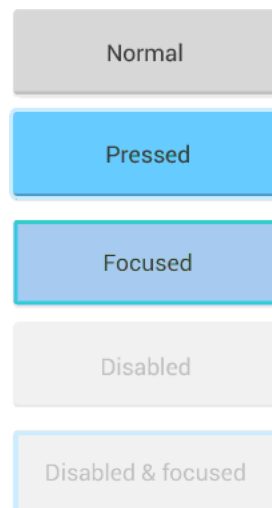 Normal
Pressed
Focused
Disabled
Disabled & focused